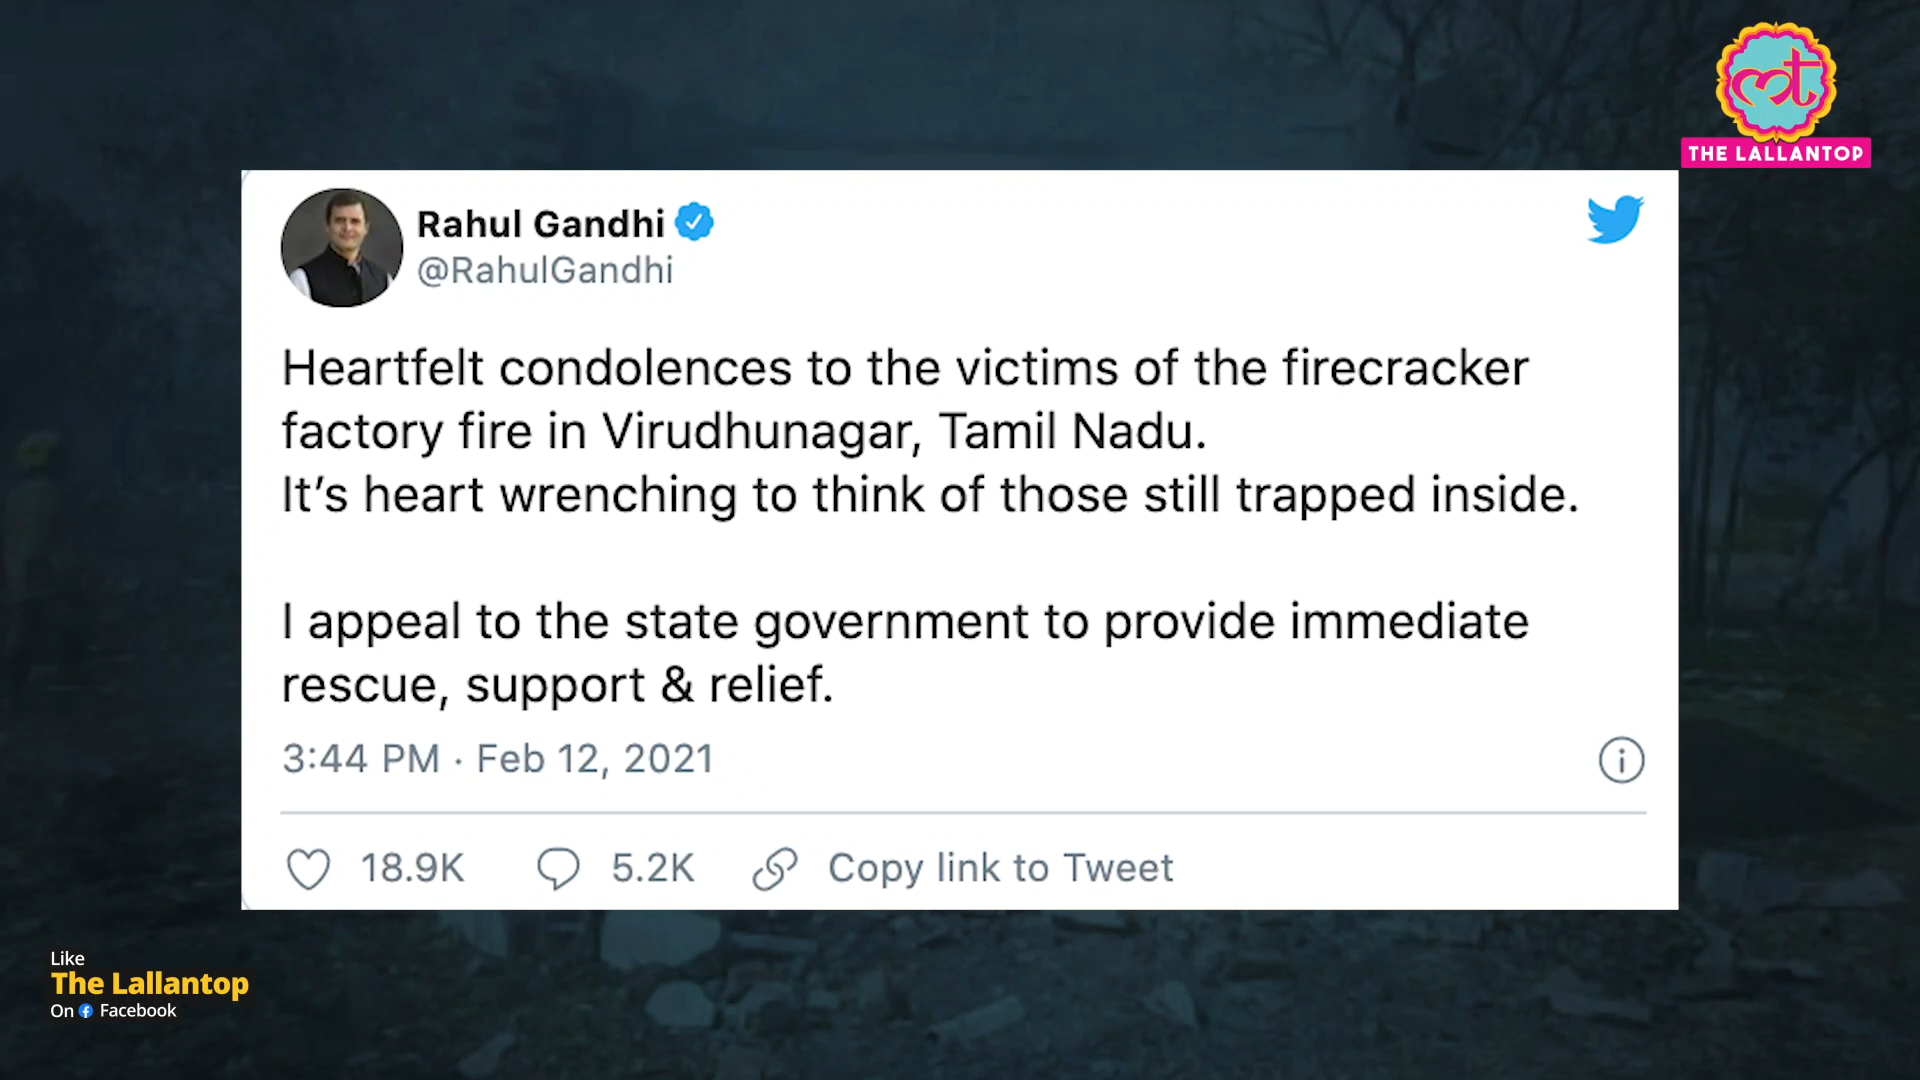 THE LALLANTOP
Rahul Gandhi
@RahulGandhi
Heartfelt condolences to the victims of the firecracker
factory fire in Virudhunagar, Tamil Nadu.
It’s heart wrenching to think of those still trapped inside.
I appeal to the state government to provide immediate
rescue, support & relief.
3:44 PM · Feb 12, 2021
18.9K 5.2K Copy link to Tweet
Like
The Lallantop
On Facebook